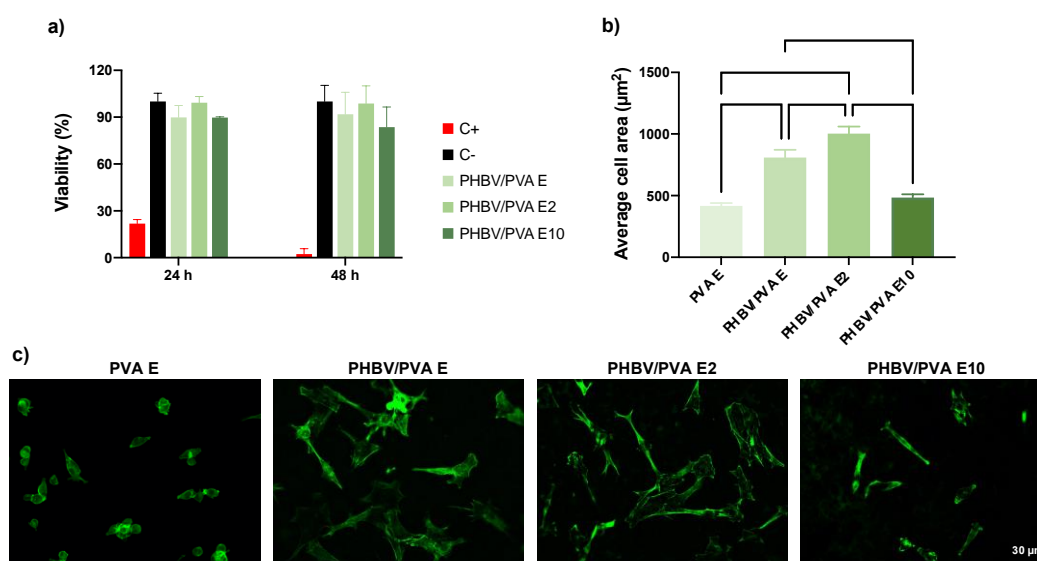 a)
120
90
60
30
0
Viability (%)
24 h
48 h
C+
C-
PHBV/PVA E
PHBV/PVA E2
PHBV/PVA E10
b)
1500
1000
500
0
Average cell area (µm²)
PVA E
PHBV/PVA E
PHBV/PVA E2
PHBV/PVA E10
c)
PVA E
PHBV/PVA E
PHBV/PVA E2
PHBV/PVA E10
30 µm